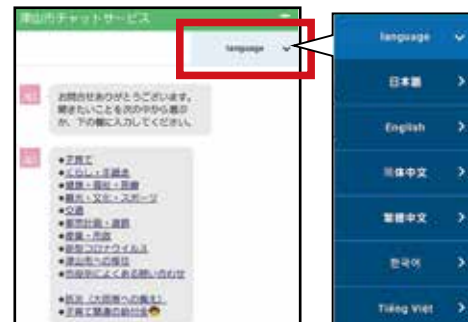 津山市チャットサービス
language
お問合せありがとうございます。
聞きたいことを次の中から選ぶ
か、下の欄に入力してください。
●子育て
●くらし・手続き
●健康・福祉・医療
●観光・文化・スポーツ
●交通
●都市計画・道路
●産業・市政
●新型コロナウイルス
●津山市への移住
●市役所によくある問い合わせ
●防災（大雨等への備え）
●子育て関連の給付金
language
日本語
English
简体中文
繁體中文
한국어
Tiếng Việt